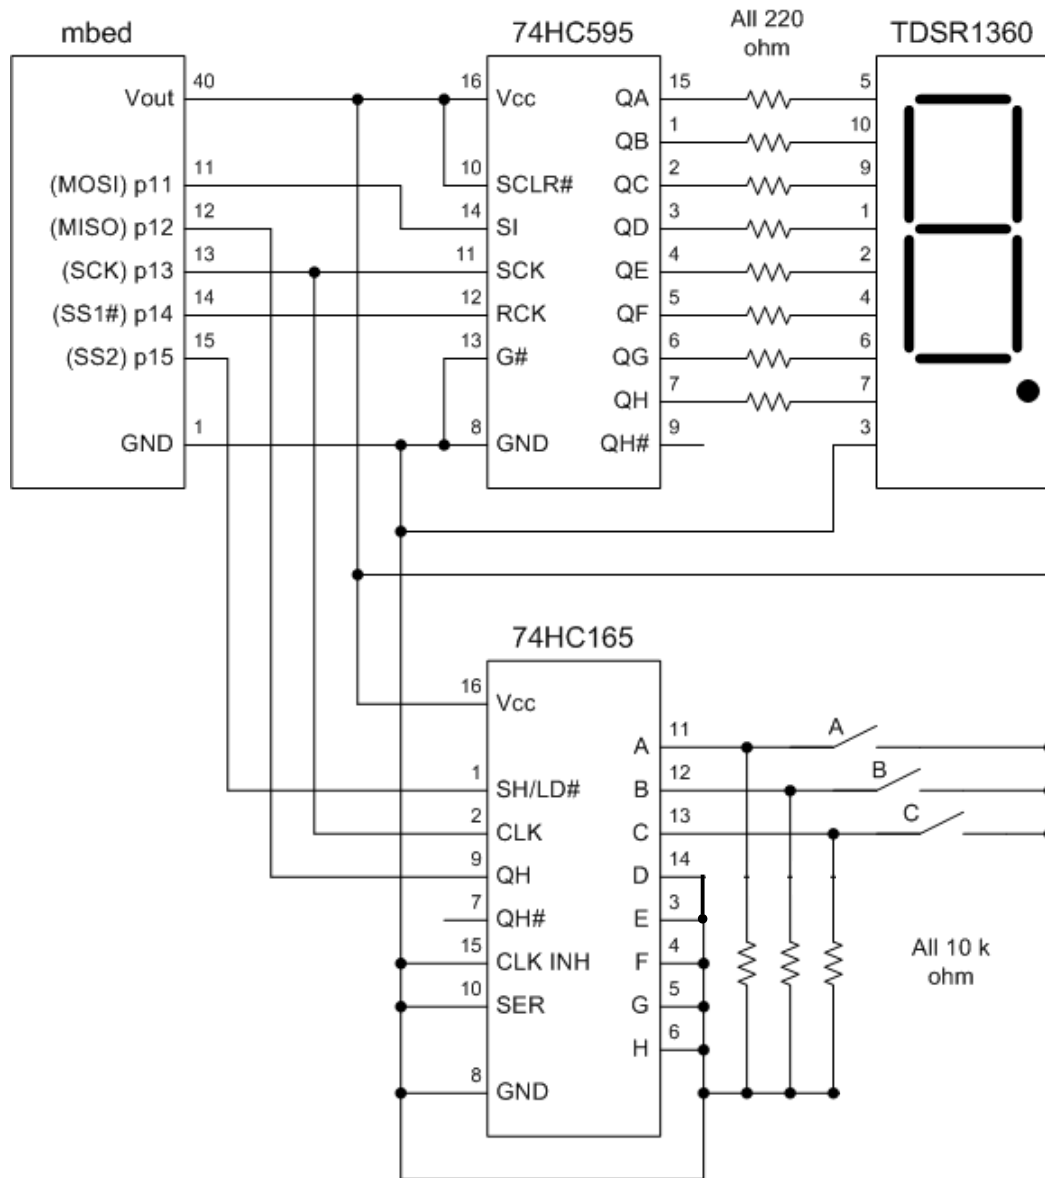 mbed
74HC595
All 220
ohm
TDSR1360
Vout 40
16 Vcc QA 15 5
QB 1 10
(MOSI) p11 11
10 SCLR# QC 2 9
(MISO) p12 12
14 SI QD 3 1
(SCK) p13 13
11 SCK QE 4 2
(SS1#) p14 14
12 RCK QF 5 4
(SS2) p15 15
13 G# QG 6 6
QH 7 7
GND 1
8 GND QH# 9 3
74HC165
16 Vcc
A 11 A
1 SH/LD# B 12 B
2 CLK C 13 C
9 QH D 14
7 QH# E 3
15 CLK INH F 4
10 SER G 5
H 6
8 GND
All 10 k
ohm